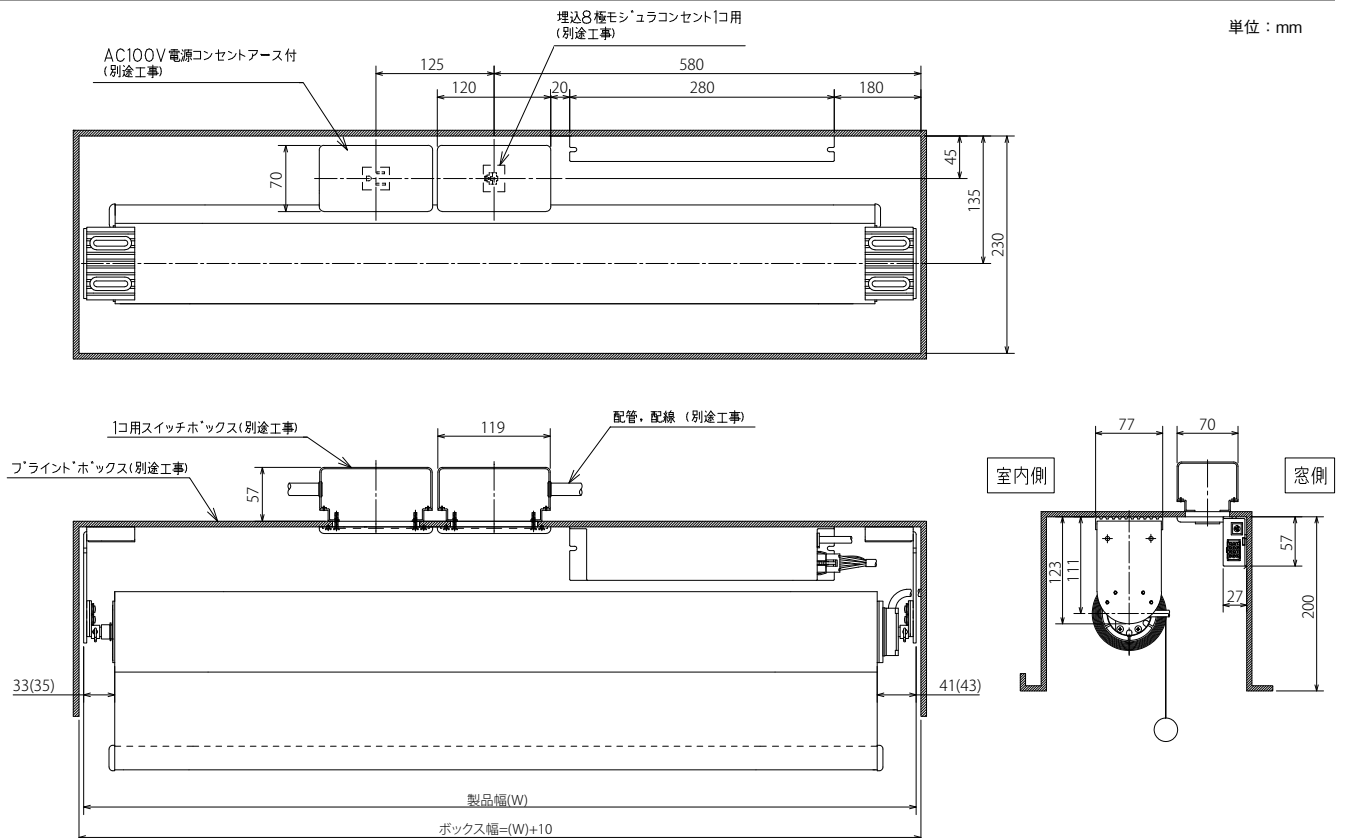 単位：mm
埋込8極モジュラコンセント1コ用
(別途工事)
AC100V電源コンセントアース付
(別途工事)
125
580
120
20
280
180
70
45
135
230
1コ用スイッチボックス(別途工事)
119
配管，配線（別途工事）
ブラインドボックス(別途工事)
57
77
70
室内側
窓側
123
111
57
27
200
33(35)
41(43)
製品幅(W)
ボックス幅=(W)+10